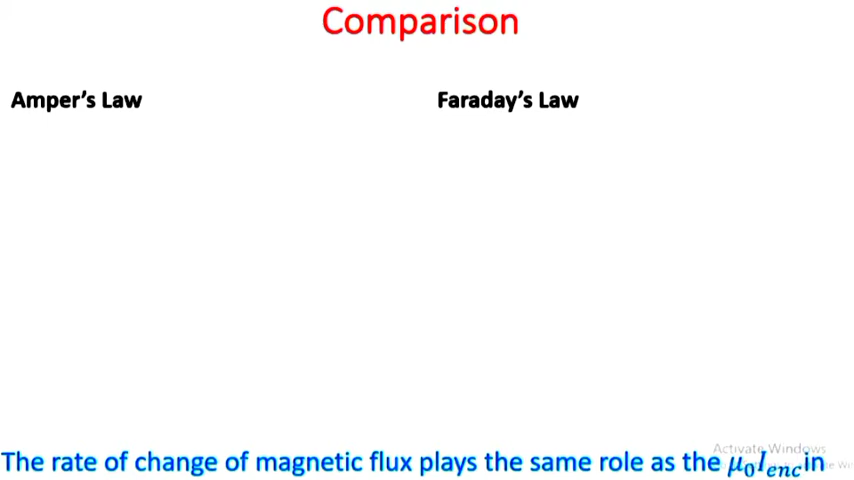 Comparison
Amper's Law
Faraday's Law
Activate Windows
The rate of change of magnetic flux plays the same role as the μ₀I_enc in